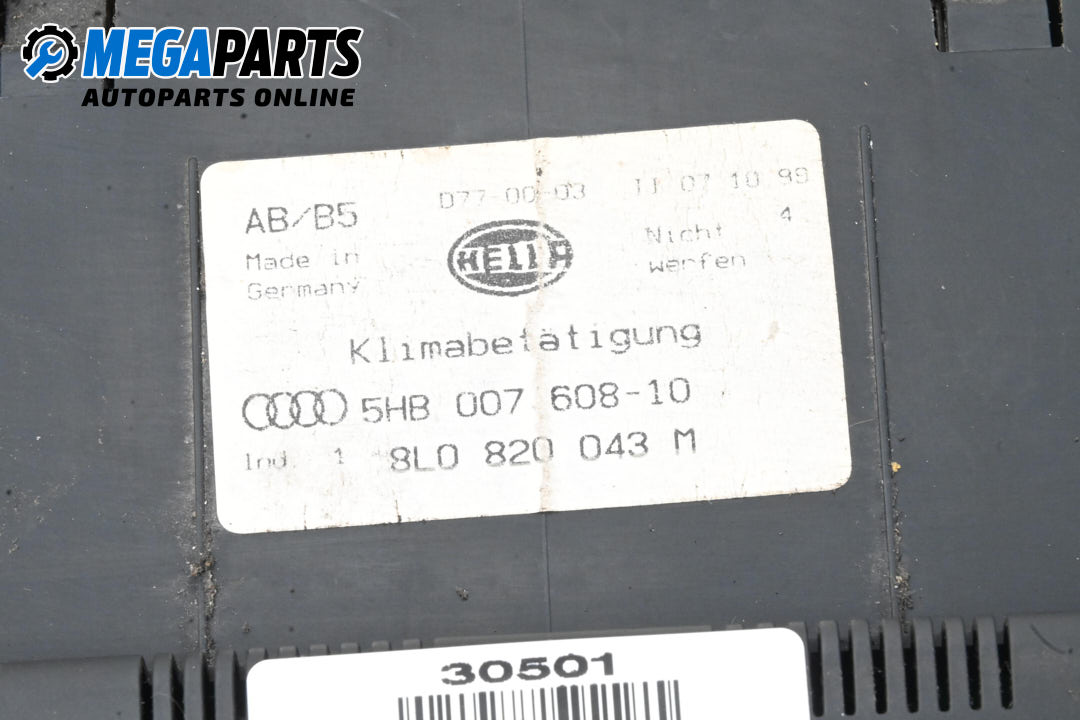 MEGAPARTS
AUTOPARTS ONLINE
AB/B5
D77-00-03
11 07 10 99
4
Made in
Germany
HELLA
Nicht
werfen
Klimabetätigung
5HB 007 608-10
Ind. 1 8L0 820 043 M
30501